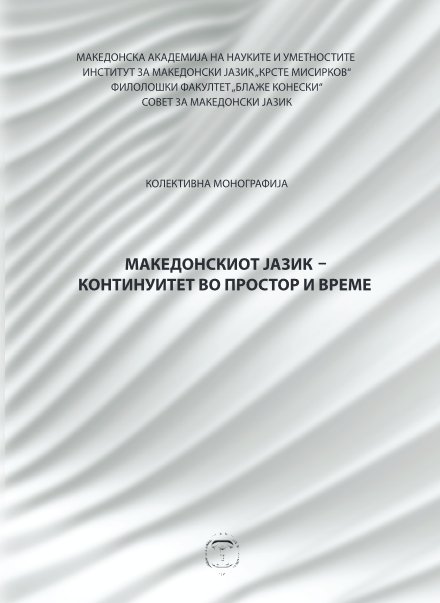 МАКЕДОНСКА АКАДЕМИЈА НА НАУКИТЕ И УМЕТНОСТИТЕ
ИНСТИТУТ ЗА МАКЕДОНСКИ ЈАЗИК „КРСТЕ МИСИРКОВ“
ФИЛОЛОШКИ ФАКУЛТЕТ „БЛАЖЕ КОНЕСКИ“
СОВЕТ ЗА МАКЕДОНСКИ ЈАЗИК
КОЛЕКТИВНА МОНОГРАФИЈА
МАКЕДОНСКИОТ ЈАЗИК –
КОНТИНУИТЕТ ВО ПРОСТОР И ВРЕМЕ